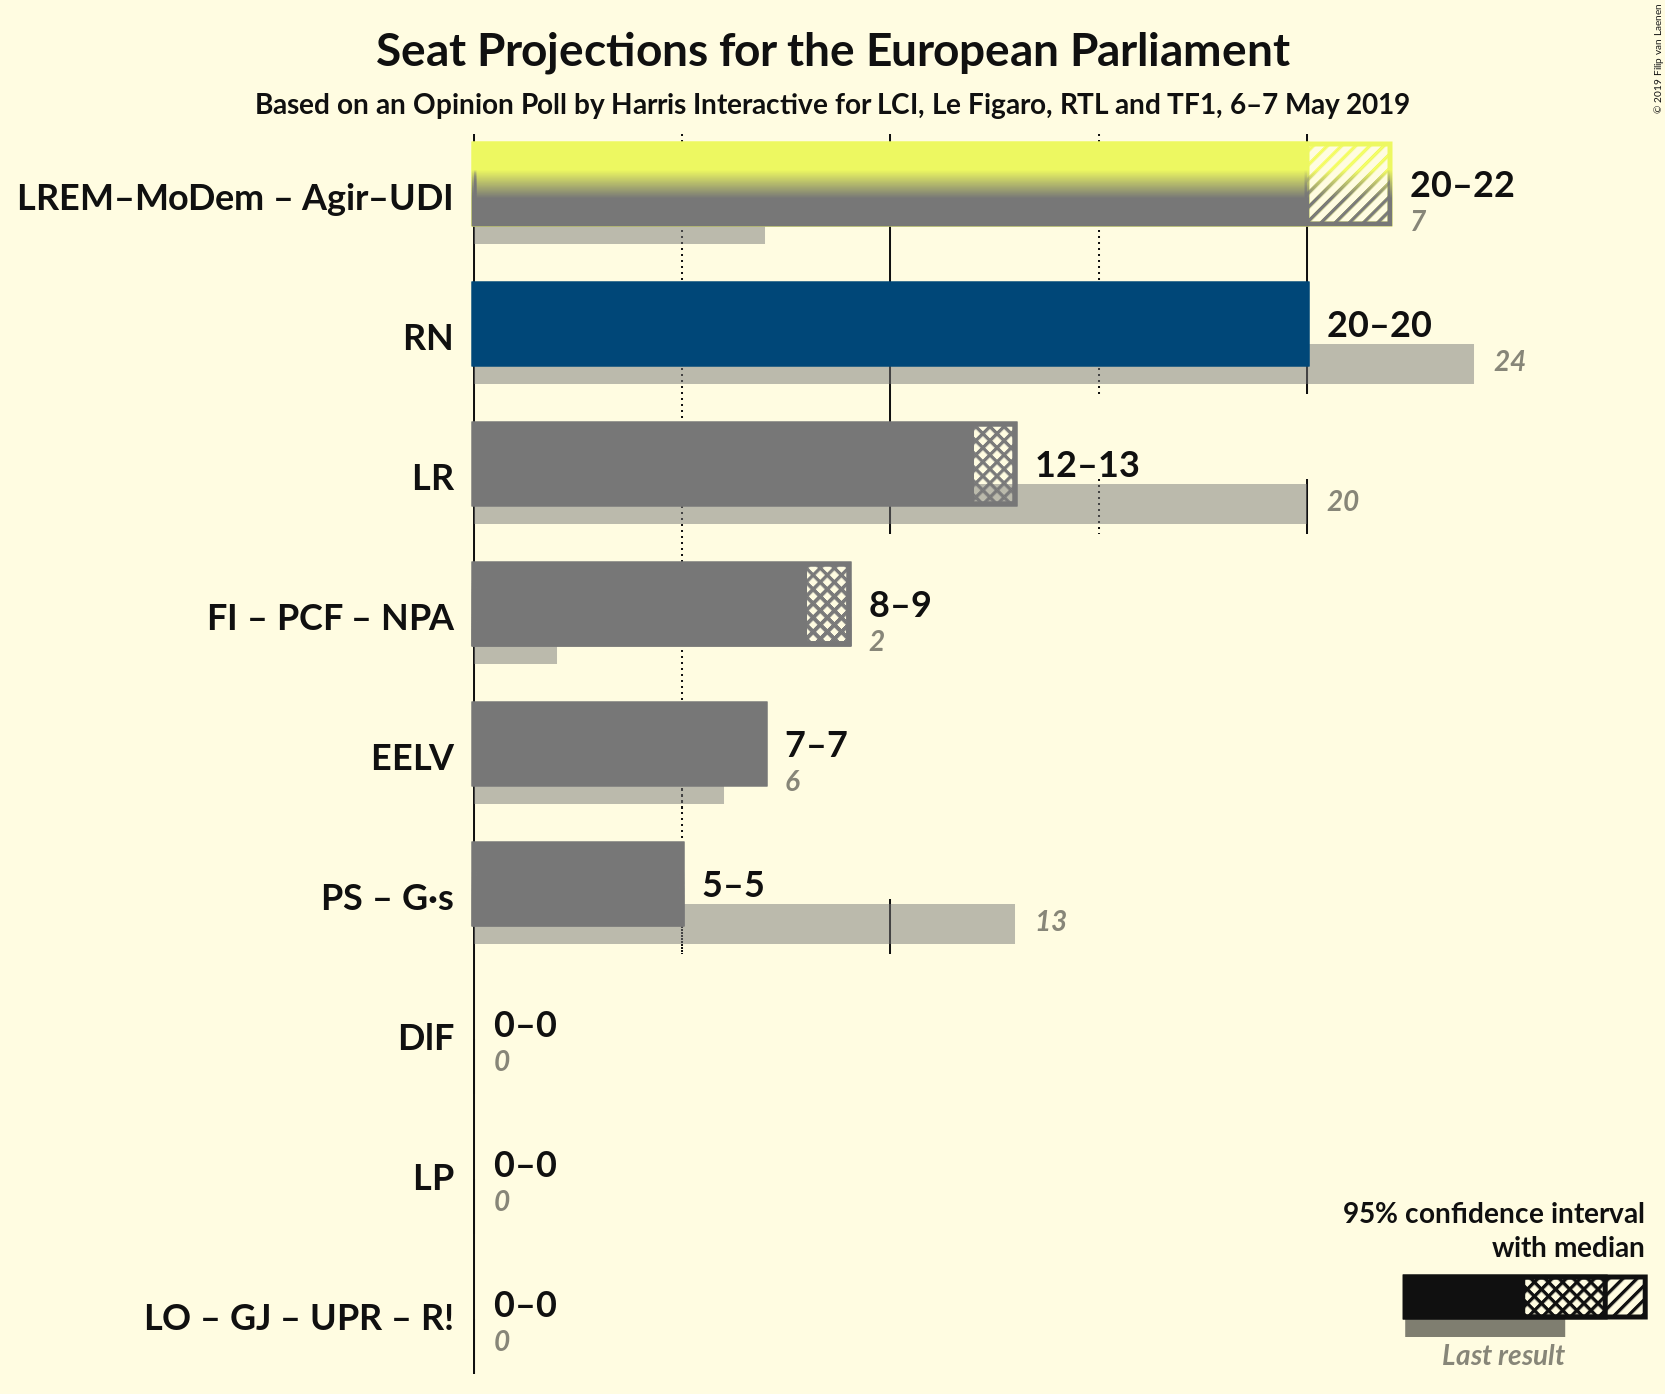 Seat Projections for the European Parliament
Based on an Opinion Poll by Harris Interactive for LCI, Le Figaro, RTL and TF1, 6–7 May 2019
© 2019 Filip van Laenen
LREM–MoDem – Agir–UDI
20–22
7
RN
20–20
24
LR
12–13
20
FI – PCF – NPA
8–9
2
EELV
7–7
6
PS – G·s
5–5
13
DlF
0–0
0
LP
0–0
0
LO – GJ – UPR – R!
0–0
0
95% confidence interval
with median
Last result